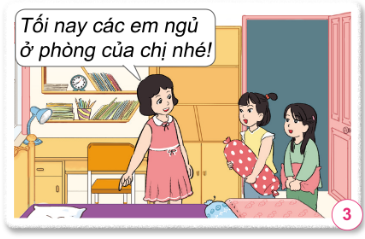 Tối nay các em ngủ
ở phòng của chị nhé!
3